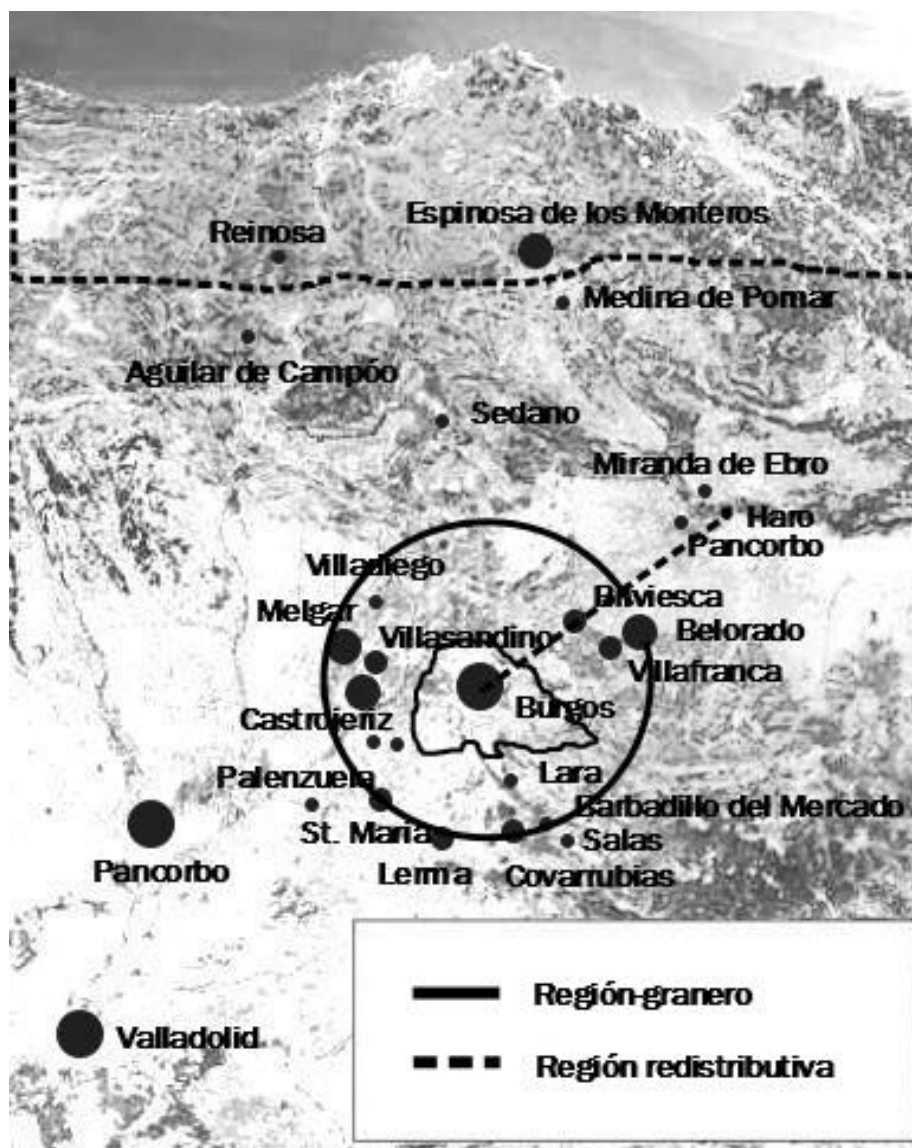 Espinosa de los Monteros
Reinosa
Medina de Pomar
Aguilar de Campóo
Sedano
Miranda de Ebro
Haro
Pancorbo
Villadiego
Briviesca
Melgar
Villasandino
Belorado
Villafranca
Burgos
Castrojeriz
Lara
Palenzuela
Barbadillo del Mercado
St. María
Salas
Pancorbo
Lerma
Covarrubias
Región-granero
Valladolid
Región redistributiva